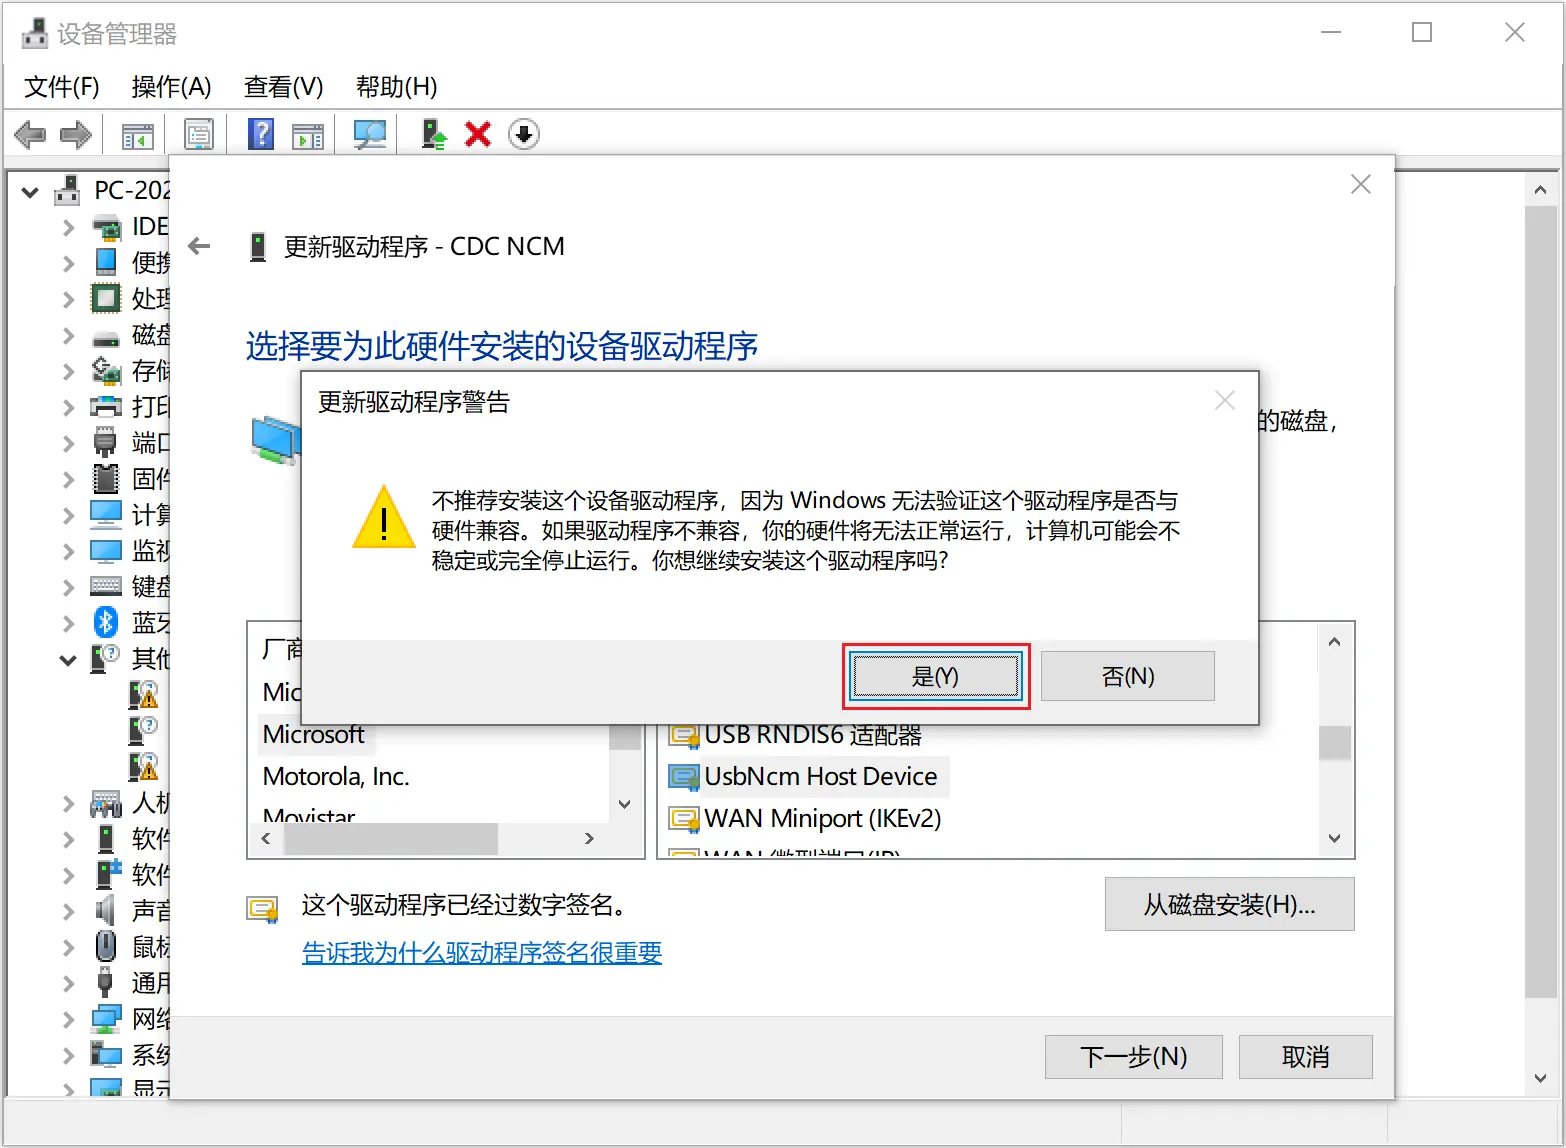 设备管理器
文件(F) 操作(A) 查看(V) 帮助(H)
PC-202
IDE
便携
处理
磁盘
存储
打印
端口
固件
计算
监视
键盘
蓝牙
其他
人机
软件
软件
声音
鼠标
通用
网络
系统
显示
更新驱动程序 - CDC NCM
选择要为此硬件安装的设备驱动程序
的磁盘，
更新驱动程序警告
不推荐安装这个设备驱动程序，因为 Windows 无法验证这个驱动程序是否与
硬件兼容。如果驱动程序不兼容，你的硬件将无法正常运行，计算机可能会不
稳定或完全停止运行。你想继续安装这个驱动程序吗?
是(Y) 否(N)
厂商
Mic
Microsoft
Motorola, Inc.
Movistar
USB RNDIS6 适配器
UsbNcm Host Device
WAN Miniport (IKEv2)
WAN 微型端口(IP)
这个驱动程序已经过数字签名。
告诉我为什么驱动程序签名很重要
从磁盘安装(H)...
下一步(N) 取消